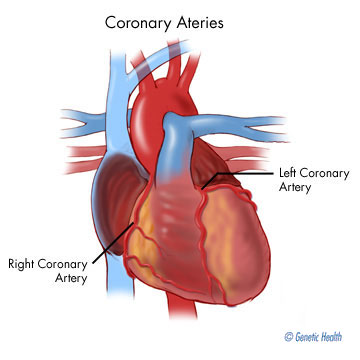 Coronary Ateries
Left Coronary
Artery
Right Coronary
Artery
© Genetic Health